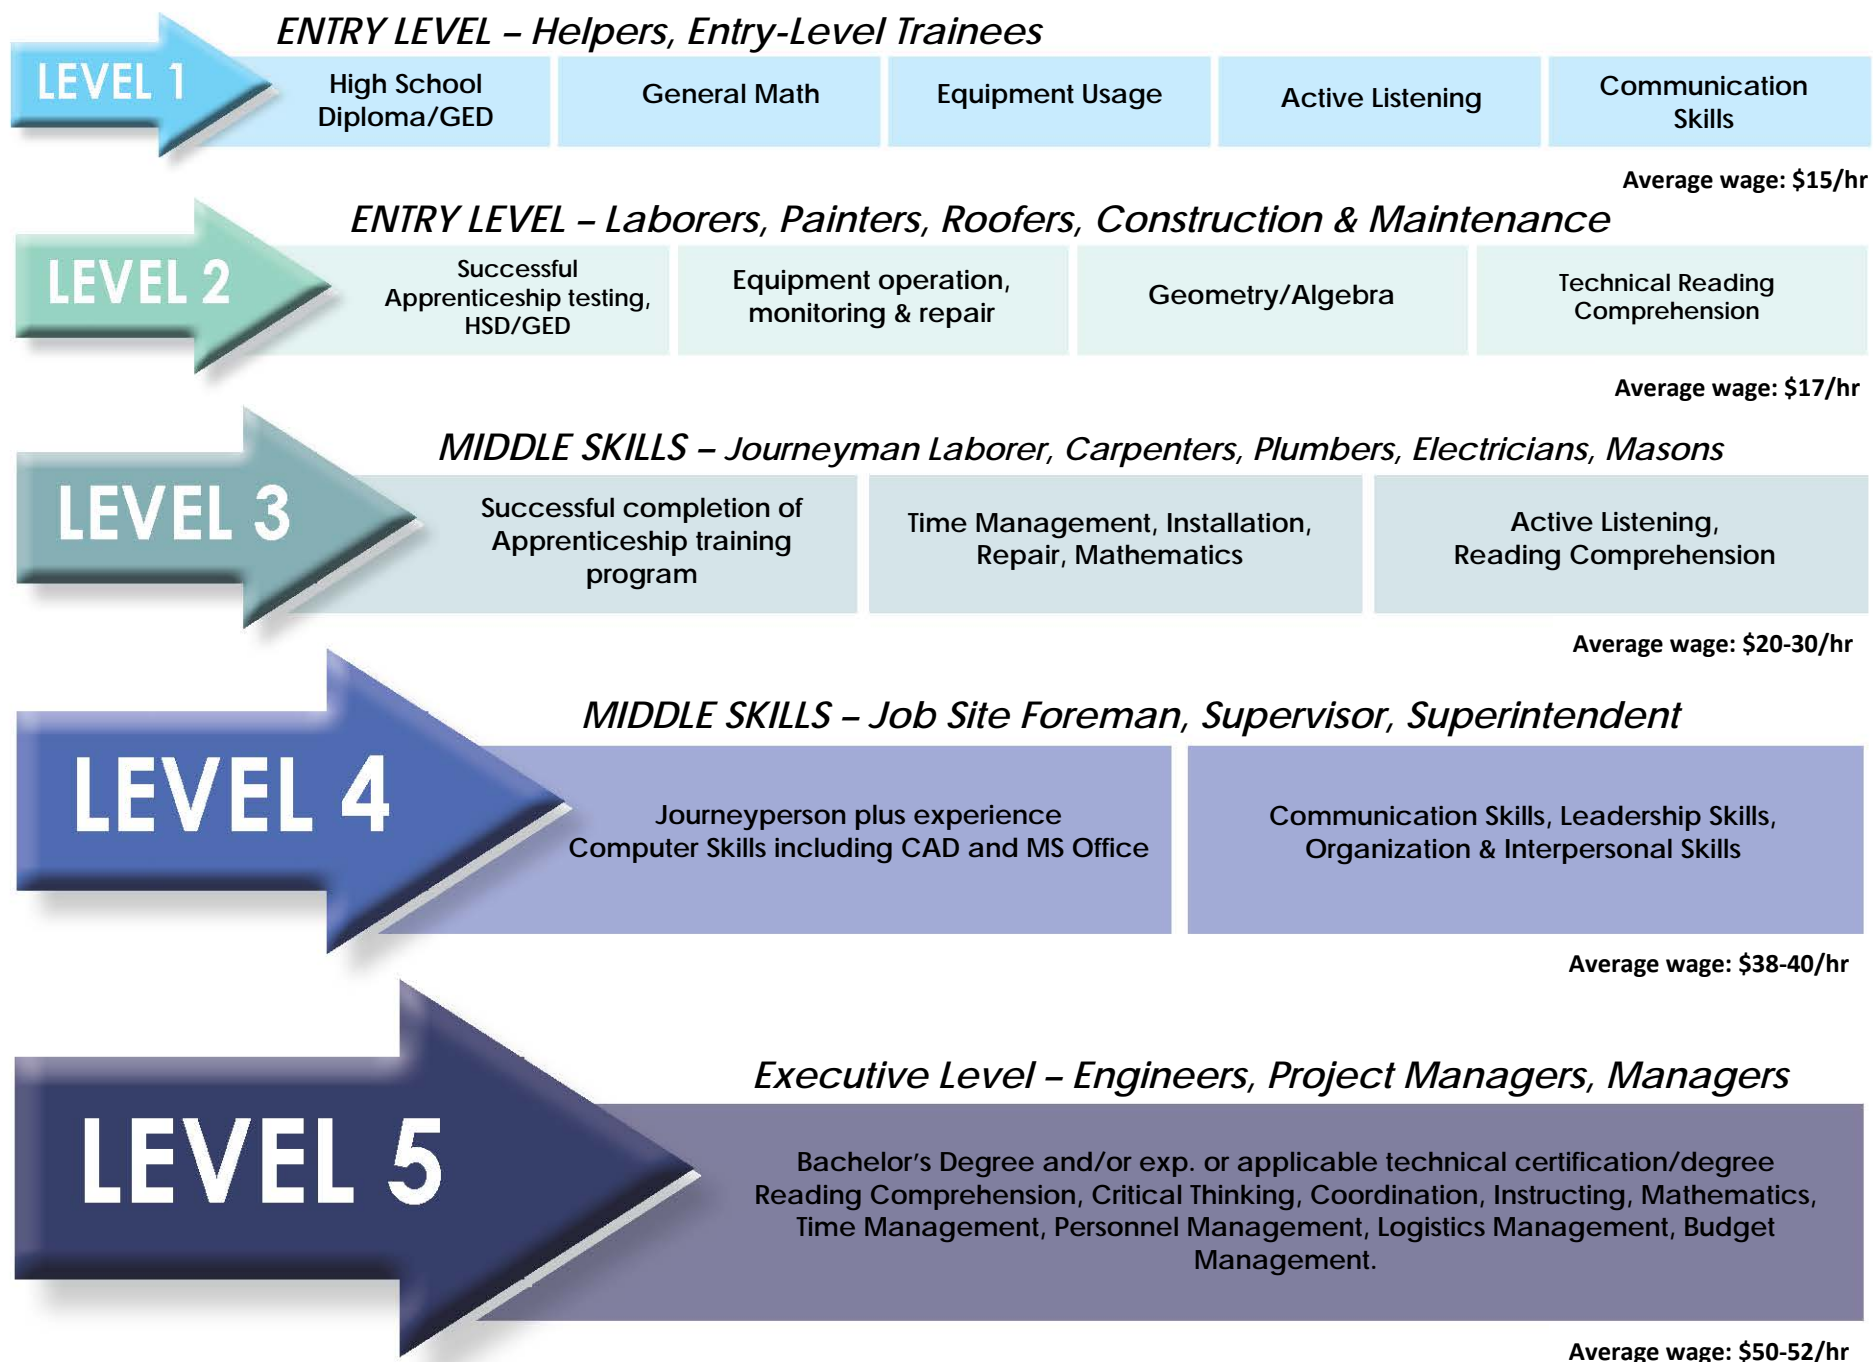 ENTRY LEVEL – Helpers, Entry-Level Trainees
LEVEL 1
High School
Diploma/GED
General Math
Equipment Usage
Active Listening
Communication
Skills
Average wage: $15/hr
ENTRY LEVEL – Laborers, Painters, Roofers, Construction & Maintenance
LEVEL 2
Successful
Apprenticeship testing,
HSD/GED
Equipment operation,
monitoring & repair
Geometry/Algebra
Technical Reading
Comprehension
Average wage: $17/hr
MIDDLE SKILLS – Journeyman Laborer, Carpenters, Plumbers, Electricians, Masons
LEVEL 3
Successful completion of
Apprenticeship training
program
Time Management, Installation,
Repair, Mathematics
Active Listening,
Reading Comprehension
Average wage: $20-30/hr
MIDDLE SKILLS – Job Site Foreman, Supervisor, Superintendent
LEVEL 4
Journeyperson plus experience
Computer Skills including CAD and MS Office
Communication Skills, Leadership Skills,
Organization & Interpersonal Skills
Average wage: $38-40/hr
Executive Level – Engineers, Project Managers, Managers
LEVEL 5
Bachelor's Degree and/or exp. or applicable technical certification/degree
Reading Comprehension, Critical Thinking, Coordination, Instructing, Mathematics,
Time Management, Personnel Management, Logistics Management, Budget
Management.
Average wage: $50-52/hr